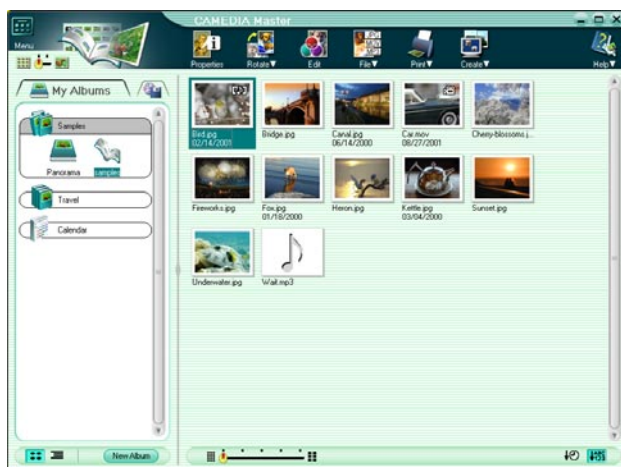 CAMEDIA Master
Menu
Properties
Rotate▼
Edit
File▼
Print▼
Create▼
Help▼
My Albums
Samples
Panorama
samples
Travel
Calendar
Bird.jpg
02/14/2001
Bridge.jpg
Canal.jpg
06/14/2000
Car.mov
08/27/2001
Cherry-blossoms.j...
Fireworks.jpg
Fox.jpg
01/18/2000
Heron.jpg
Kettle.jpg
03/04/2000
Sunset.jpg
Underwater.jpg
Wait.mp3
New Album